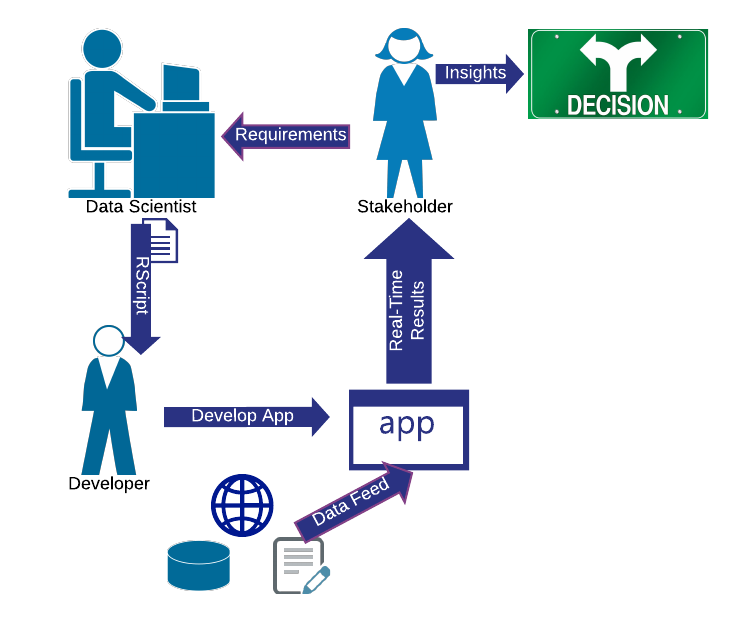 Insights
DECISION
Requirements
Data Scientist
Stakeholder
RScript
Real-Time
Results
Develop App
app
Developer
Data Feed